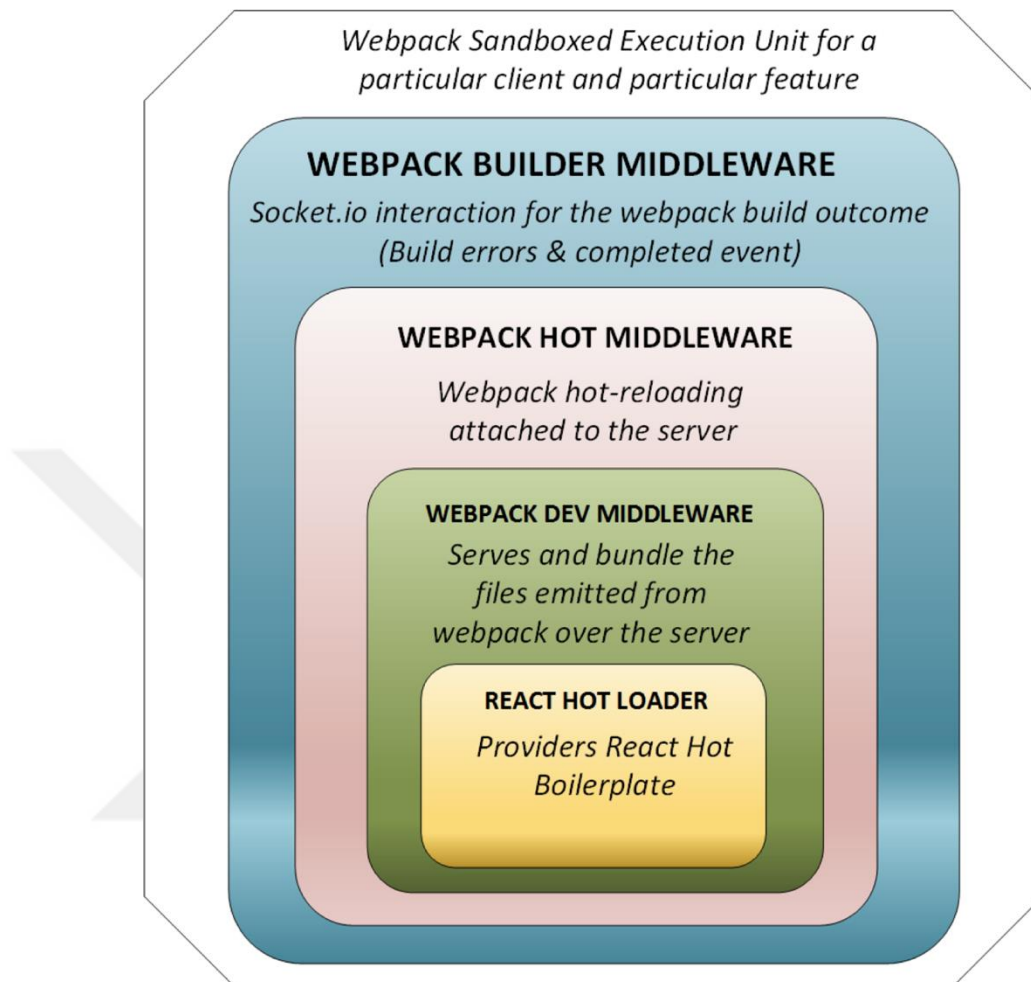 Webpack Sandboxed Execution Unit for a
particular client and particular feature
WEBPACK BUILDER MIDDLEWARE
Socket.io interaction for the webpack build outcome
(Build errors & completed event)
WEBPACK HOT MIDDLEWARE
Webpack hot-reloading
attached to the server
WEBPACK DEV MIDDLEWARE
Serves and bundle the
files emitted from
webpack over the server
REACT HOT LOADER
Providers React Hot
Boilerplate